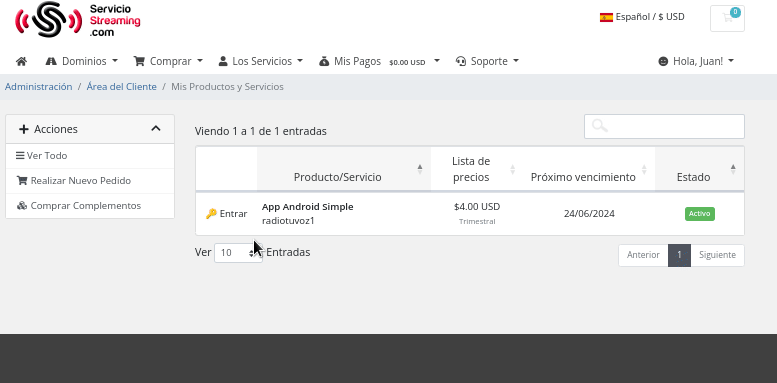 Servicio
Streaming
.com
Español / $ USD
0
Dominios
Comprar
Los Servicios
Mis Pagos $0.00 USD
Soporte
Hola, Juan!
Administración / Área del Cliente / Mis Productos y Servicios
Acciones
Ver Todo
Realizar Nuevo Pedido
Comprar Complementos
Viendo 1 a 1 de 1 entradas
Producto/Servicio
Lista de
precios
Próximo vencimiento
Estado
Entrar
App Android Simple
radiotuvoz1
$4.00 USD
Trimestral
24/06/2024
Activo
Ver 10 Entradas
Anterior 1 Siguiente